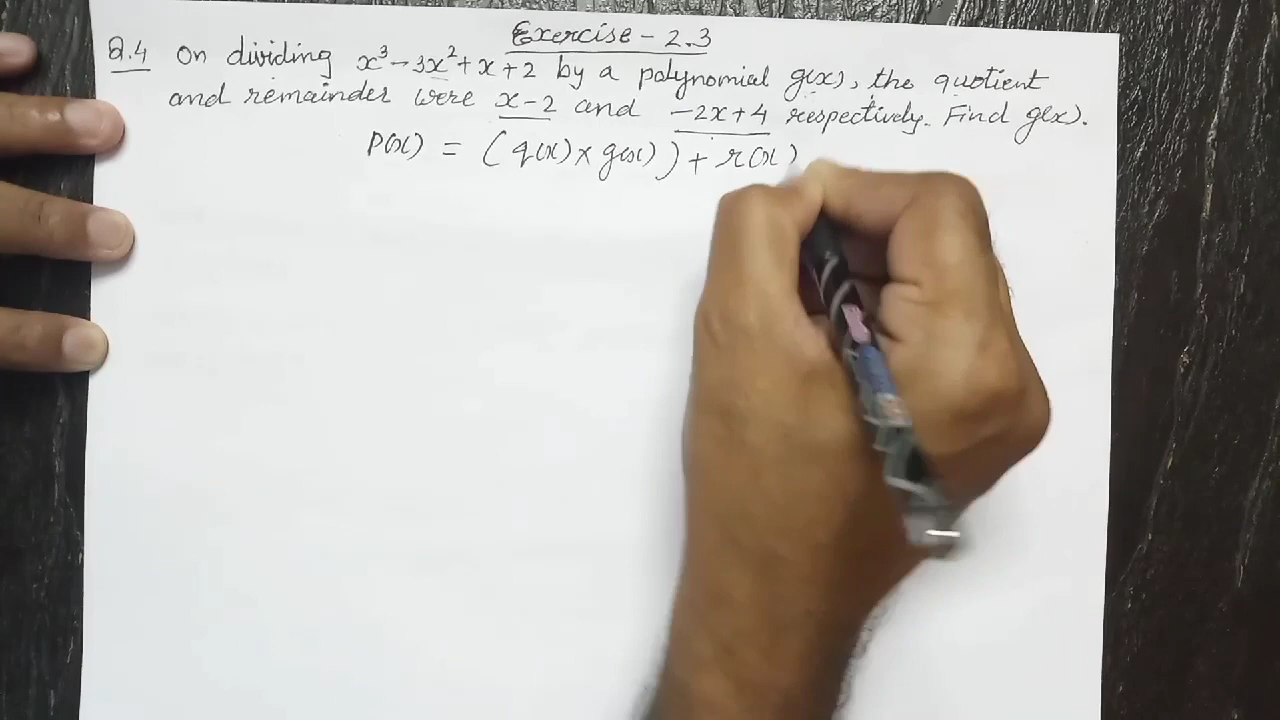 Exercise - 2.3
Q.4 On dividing x³-3x²+x+2 by a polynomial g(x), the quotient
and remainder were x-2 and -2x+4 respectively. Find g(x).
P(x) = (q(x)×g(x))+r(x)